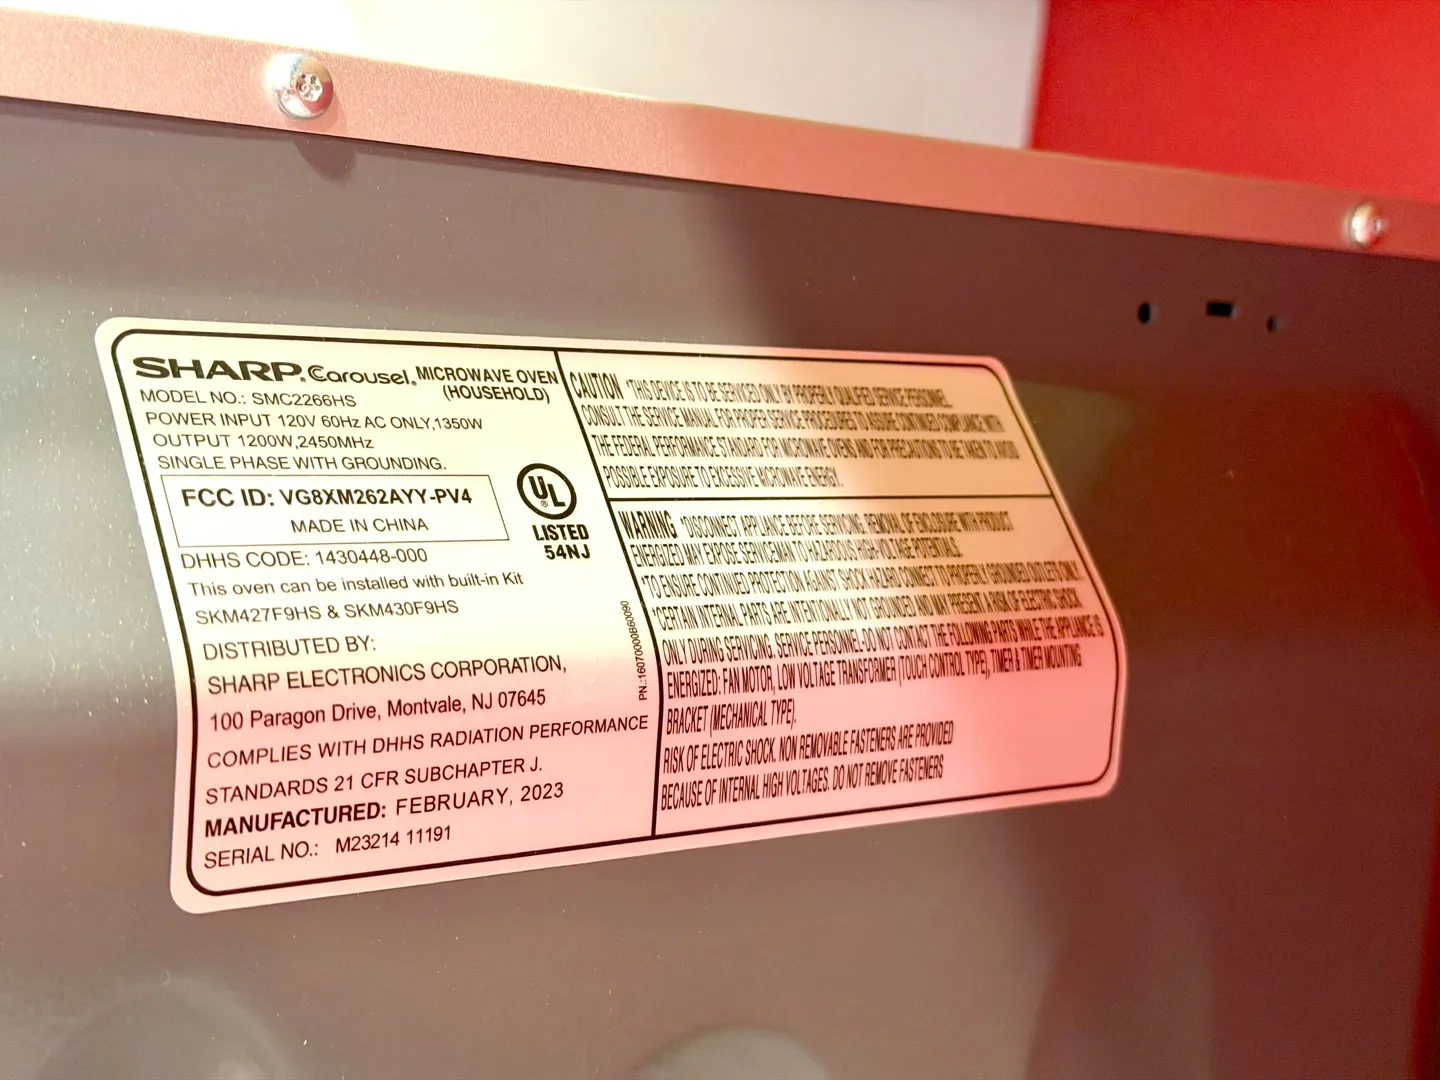 SHARP® Carousel® MICROWAVE OVEN
(HOUSEHOLD)
MODEL NO.: SMC2266HS
POWER INPUT 120V 60Hz AC ONLY,1350W
OUTPUT 1200W,2450MHz
SINGLE PHASE WITH GROUNDING.
FCC ID: VG8XM262AYY-PV4
MADE IN CHINA
UL®
LISTED
54NJ
DHHS CODE: 1430448-000
This oven can be installed with built-in Kit
SKM427F9HS & SKM430F9HS
DISTRIBUTED BY:
SHARP ELECTRONICS CORPORATION,
100 Paragon Drive, Montvale, NJ 07645
COMPLIES WITH DHHS RADIATION PERFORMANCE
STANDARDS 21 CFR SUBCHAPTER J.
MANUFACTURED: FEBRUARY, 2023
SERIAL NO.: M23214 11191
PN.:16070000B60090
CAUTION *THIS DEVICE IS TO BE SERVICED ONLY BY PROPERLY QUALIFIED SERVICE PERSONNEL.
CONSULT THE SERVICE MANUAL FOR PROPER SERVICE PROCEDURES TO ASSURE CONTINUED COMPLIANCE WITH
THE FEDERAL PERFORMANCE STANDARD FOR MICROWAVE OVENS AND FOR PRECAUTIONS TO BE TAKEN TO AVOID
POSSIBLE EXPOSURE TO EXCESSIVE MICROWAVE ENERGY.
WARNING *DISCONNECT APPLIANCE BEFORE SERVICING. REMOVAL OF ENCLOSURE WITH PRODUCT
ENERGIZED MAY EXPOSE SERVICEMAN TO HAZARDOUS HIGH-VOLTAGE POTENTIALS.
*TO ENSURE CONTINUED PROTECTION AGAINST SHOCK HAZARD CONNECT TO PROPERLY GROUNDED OUTLETS ONLY.
*CERTAIN INTERNAL PARTS ARE INTENTIONALLY NOT GROUNDED AND MAY PRESENT A RISK OF ELECTRIC SHOCK
ONLY DURING SERVICING. SERVICE PERSONNEL-DO NOT CONTACT THE FOLLOWING PARTS WHILE THE APPLIANCE IS
ENERGIZED: FAN MOTOR, LOW VOLTAGE TRANSFORMER (TOUCH CONTROL TYPE), TIMER & TIMER MOUNTING
BRACKET (MECHANICAL TYPE).
RISK OF ELECTRIC SHOCK. NON REMOVABLE FASTENERS ARE PROVIDED
BECAUSE OF INTERNAL HIGH VOLTAGES. DO NOT REMOVE FASTENERS